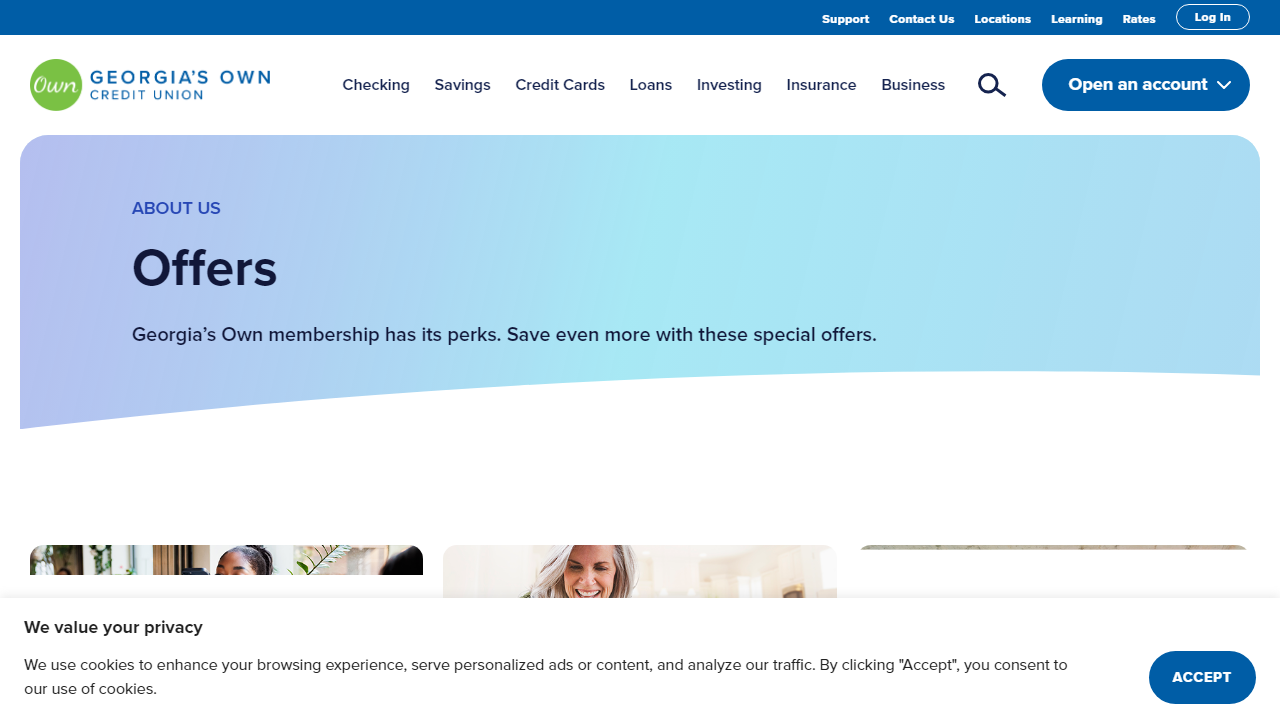 Support Contact Us Locations Learning Rates Log In
Own GEORGIA'S OWN
CREDIT UNION
Checking Savings Credit Cards Loans Investing Insurance Business Open an account
ABOUT US
Offers
Georgia’s Own membership has its perks. Save even more with these special offers.
We value your privacy
We use cookies to enhance your browsing experience, serve personalized ads or content, and analyze our traffic. By clicking "Accept", you consent to
our use of cookies.
ACCEPT